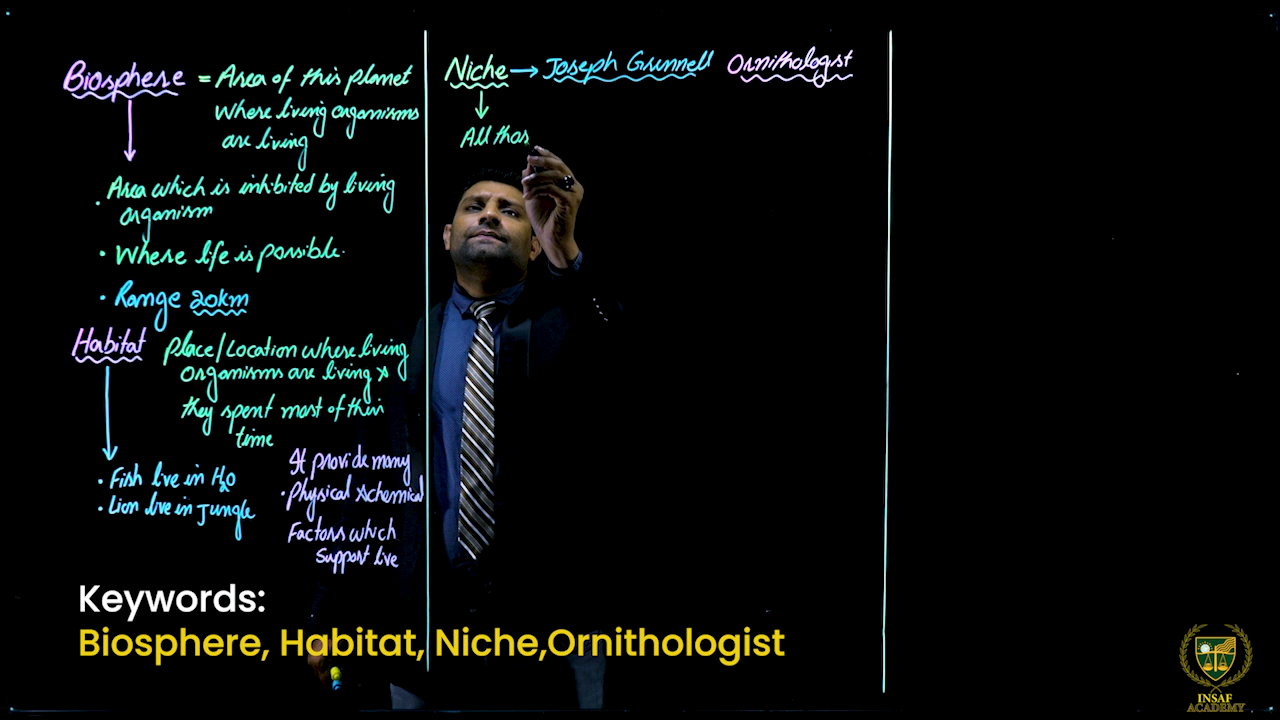 Biosphere = Area of this planet
Where living organisms
are living
. Area which is inhibited by living
organism
. Where life is possible.
. Range 20km
Habitat Place/Location where living
Organisms are living &
they spent most of their
time
. Fish live in H2O
. Lion live in Jungle
It provide many
. Physical & chemical
Factors which
Support live
Niche → Joseph Grinnell Ornithologist
All thos
Keywords:
Biosphere, Habitat, Niche,Ornithologist
INSAF
ACADEMY